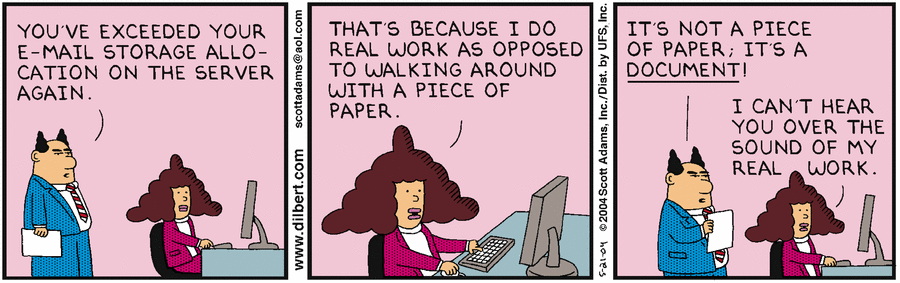 YOU'VE EXCEEDED YOUR
E-MAIL STORAGE ALLO-
CATION ON THE SERVER
AGAIN.
www.dilbert.com scottadams@aol.com
THAT'S BECAUSE I DO
REAL WORK AS OPPOSED
TO WALKING AROUND
WITH A PIECE OF
PAPER.
5-21-04 © 2004 Scott Adams, Inc./Dist. by UFS, Inc.
IT'S NOT A PIECE
OF PAPER; IT'S A
DOCUMENT!
I CAN'T HEAR
YOU OVER THE
SOUND OF MY
REAL WORK.